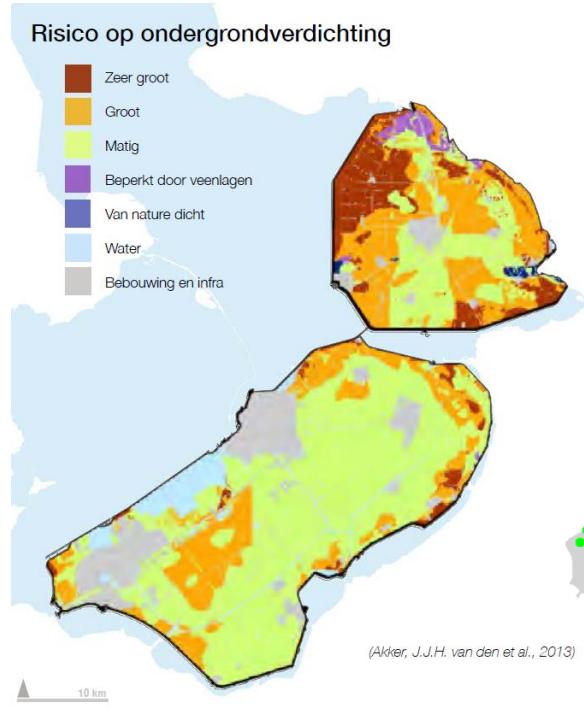 Risico op ondergrondverdichting
Zeer groot
Groot
Matig
Beperkt door veenlagen
Van nature dicht
Water
Bebouwing en infra
(Akker, J.J.H. van den et al., 2013)
10 km